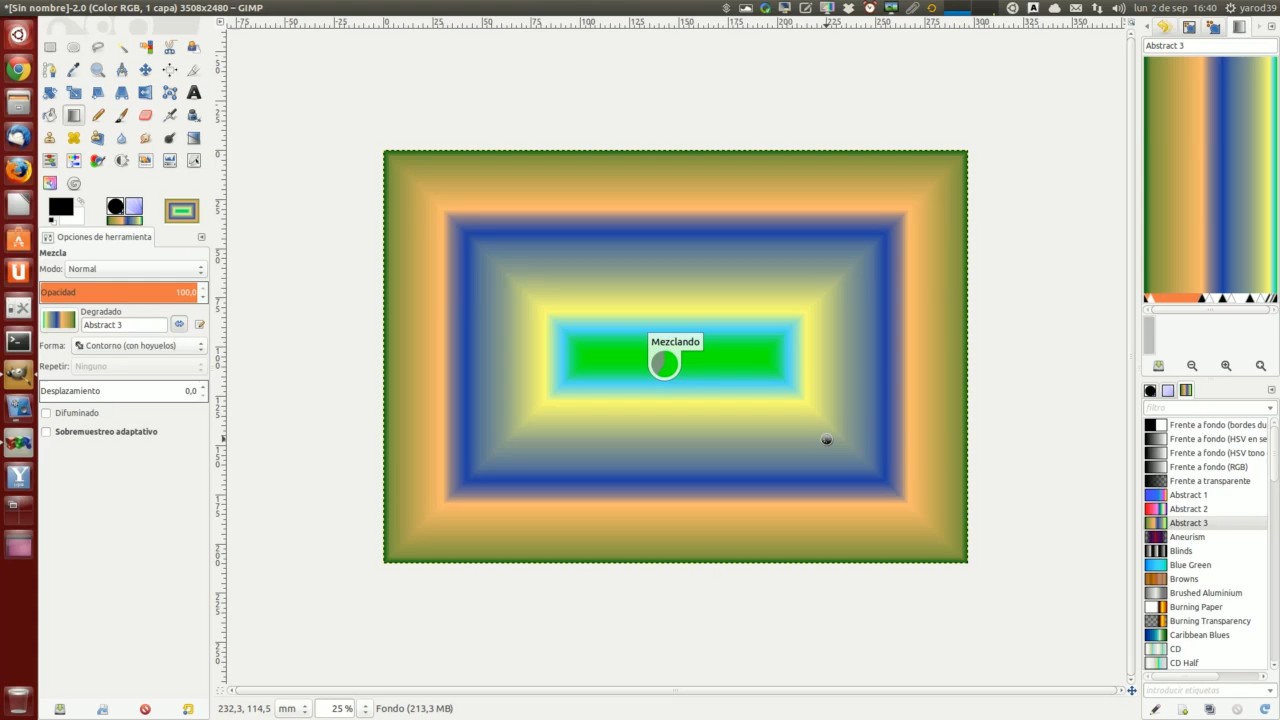 *[Sin nombre]-2.0 (Color RGB, 1 capa) 3508x2480 – GIMP
lun 2 de sep
16:40
yarod39
Abstract 3
Opciones de herramienta
Mezcla
Modo: Normal
Opacidad 100,0
Degradado
Abstract 3
Forma: Contorno (con hoyuelos)
Repetir: Ninguno
Desplazamiento 0,0
Difuminado
Sobremuestreo adaptativo
Mezclando
filtro
Frente a fondo (bordes du
Frente a fondo (HSV en se
Frente a fondo (HSV tono
Frente a fondo (RGB)
Frente a transparente
Abstract 1
Abstract 2
Abstract 3
Aneurism
Blinds
Blue Green
Browns
Brushed Aluminium
Burning Paper
Burning Transparency
Caribbean Blues
CD
CD Half
introducir etiquetas
232,3, 114,5 mm 25 % Fondo (213,3 MB)